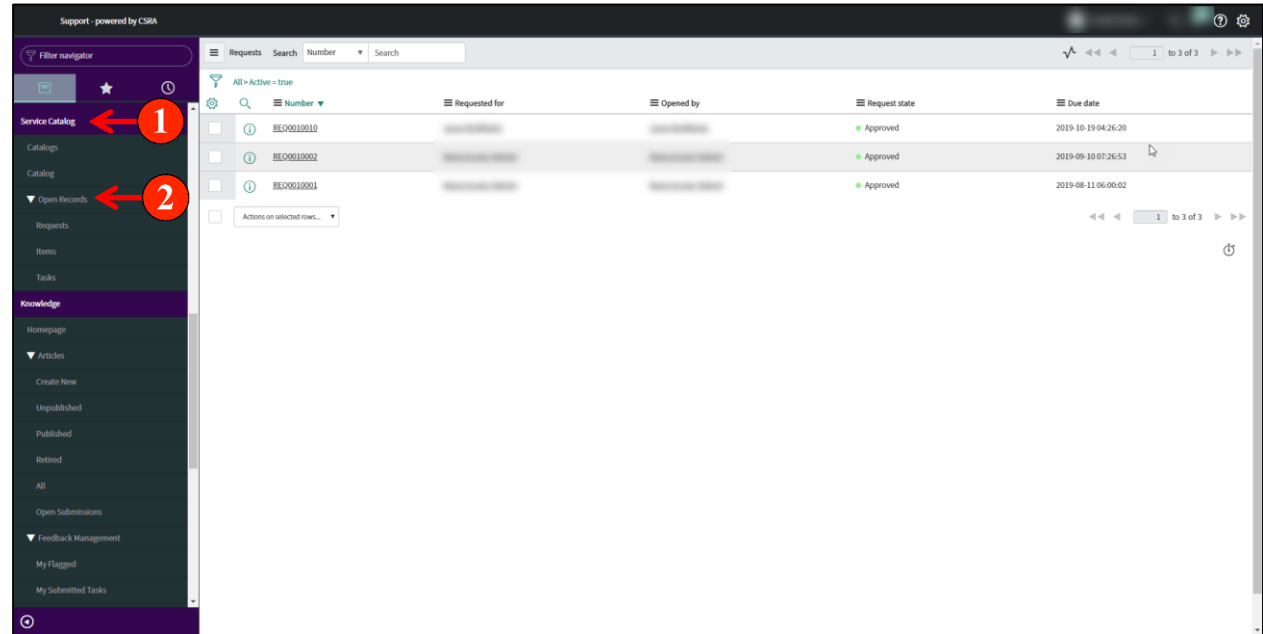 Support - powered by CSRA
Filter navigator
Requests Search Number Search 1 to 3 of 3
All > Active = true
Number Requested for Opened by Request state Due date
REQ0010010 Approved 2019-10-19 04:26:20
REQ0010002 Approved 2019-09-10 07:26:53
REQ0010001 Approved 2019-08-11 06:00:02
Actions on selected rows... 1 to 3 of 3
Service Catalog 1
Catalogs
Catalog
Open Records 2
Requests
Items
Tasks
Knowledge
Homepage
Articles
Create New
Unpublished
Published
Retired
All
Open Submissions
Feedback Management
My Flagged
My Submitted Tasks